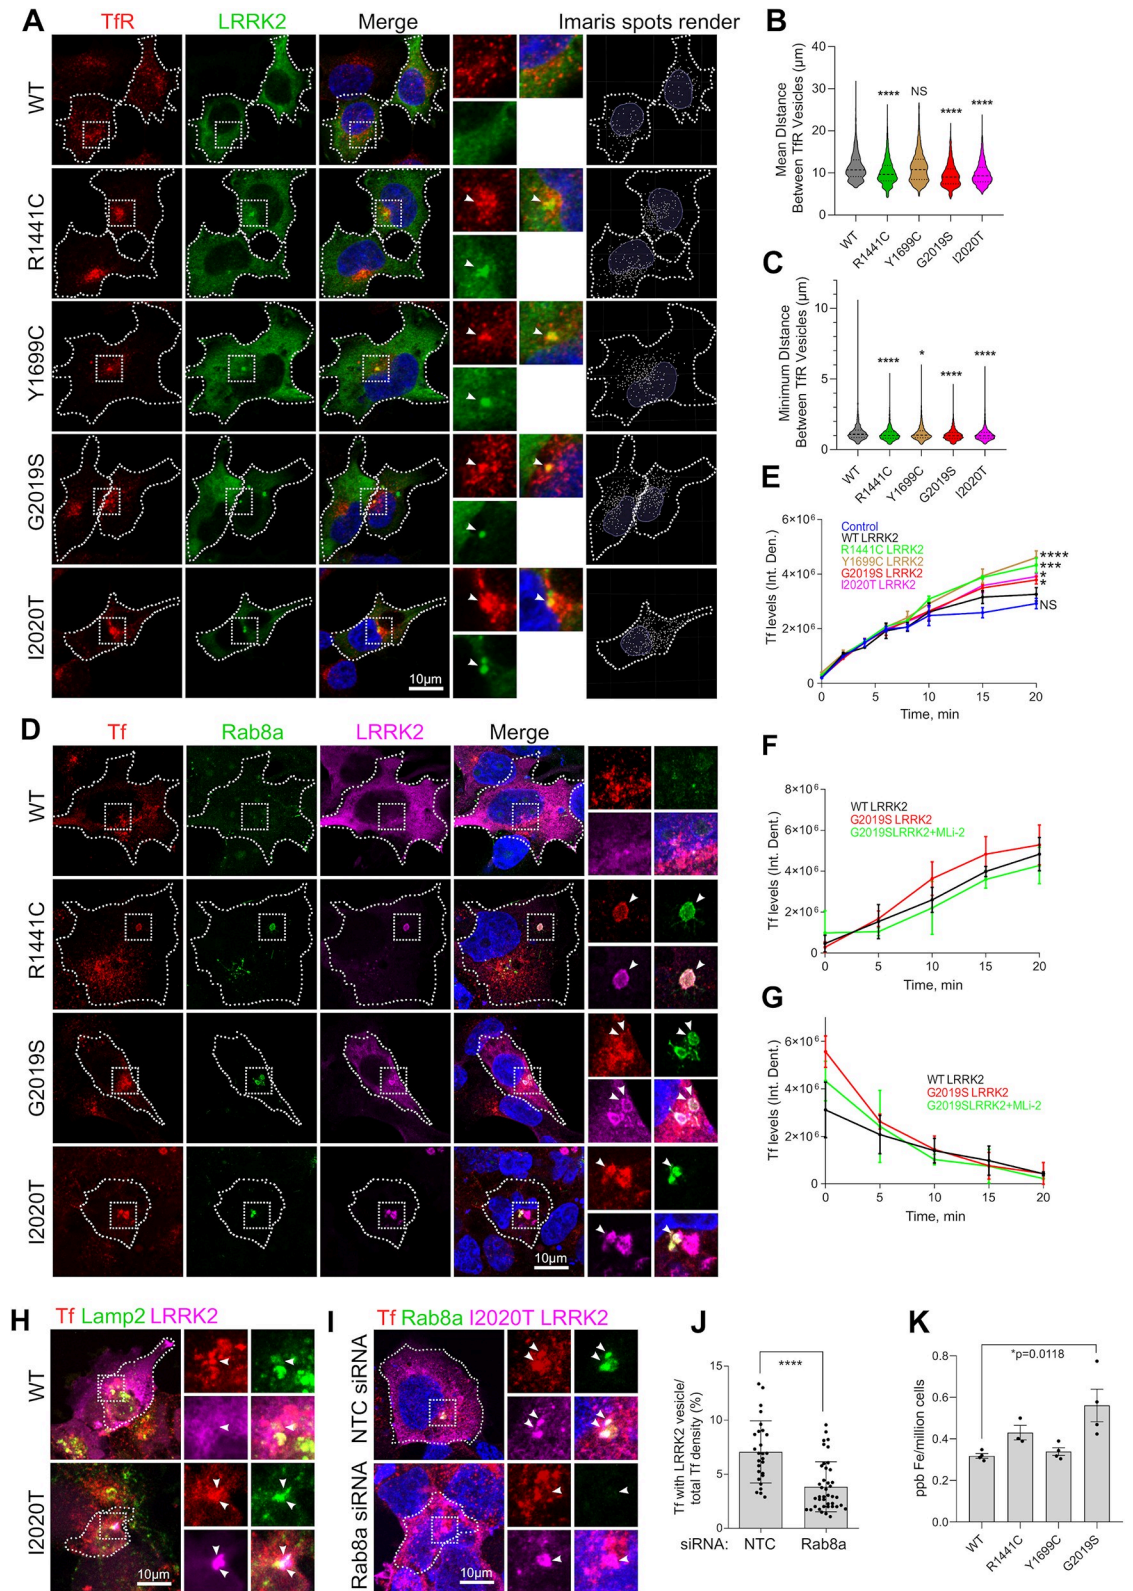 A
TfR
LRRK2
Merge
Imaris spots render
WT
R1441C
Y1699C
G2019S
I2020T
10µm
B
Mean DIstance
Between TfR Vesicles (µm)
40
30
20
10
0
****
NS
****
****
WT
R1441C
Y1699C
G2019S
I2020T
C
Minimum DIstance
Between TfR Vesicles (µm)
10
5
0
****
*
****
****
WT
R1441C
Y1699C
G2019S
I2020T
D
Tf
Rab8a
LRRK2
Merge
WT
R1441C
G2019S
I2020T
10µm
E
Tf levels (Int. Den.)
6×10⁶
4×10⁶
2×10⁶
0
Control
WT LRRK2
R1441C LRRK2
Y1699C LRRK2
G2019S LRRK2
I2020T LRRK2
****
***
*
*
NS
0 5 10 15 20
Time, min
F
Tf levels (Int. Dent.)
8×10⁶
6×10⁶
4×10⁶
2×10⁶
0
WT LRRK2
G2019S LRRK2
G2019SLRRK2+MLi-2
0 5 10 15 20
Time, min
G
Tf levels (Int. Dent.)
6×10⁶
4×10⁶
2×10⁶
0
WT LRRK2
G2019S LRRK2
G2019SLRRK2+MLi-2
0 5 10 15 20
Time, min
H
Tf Lamp2 LRRK2
WT
I2020T
10µm
I
Tf Rab8a I2020T LRRK2
NTC siRNA
Rab8a siRNA
10µm
J
Tf with LRRK2 vesicle/
total Tf density (%)
15
10
5
0
****
siRNA: NTC Rab8a
K
ppb Fe/million cells
0.8
0.6
0.4
0.2
0.0
*p=0.0118
WT
R1441C
Y1699C
G2019S